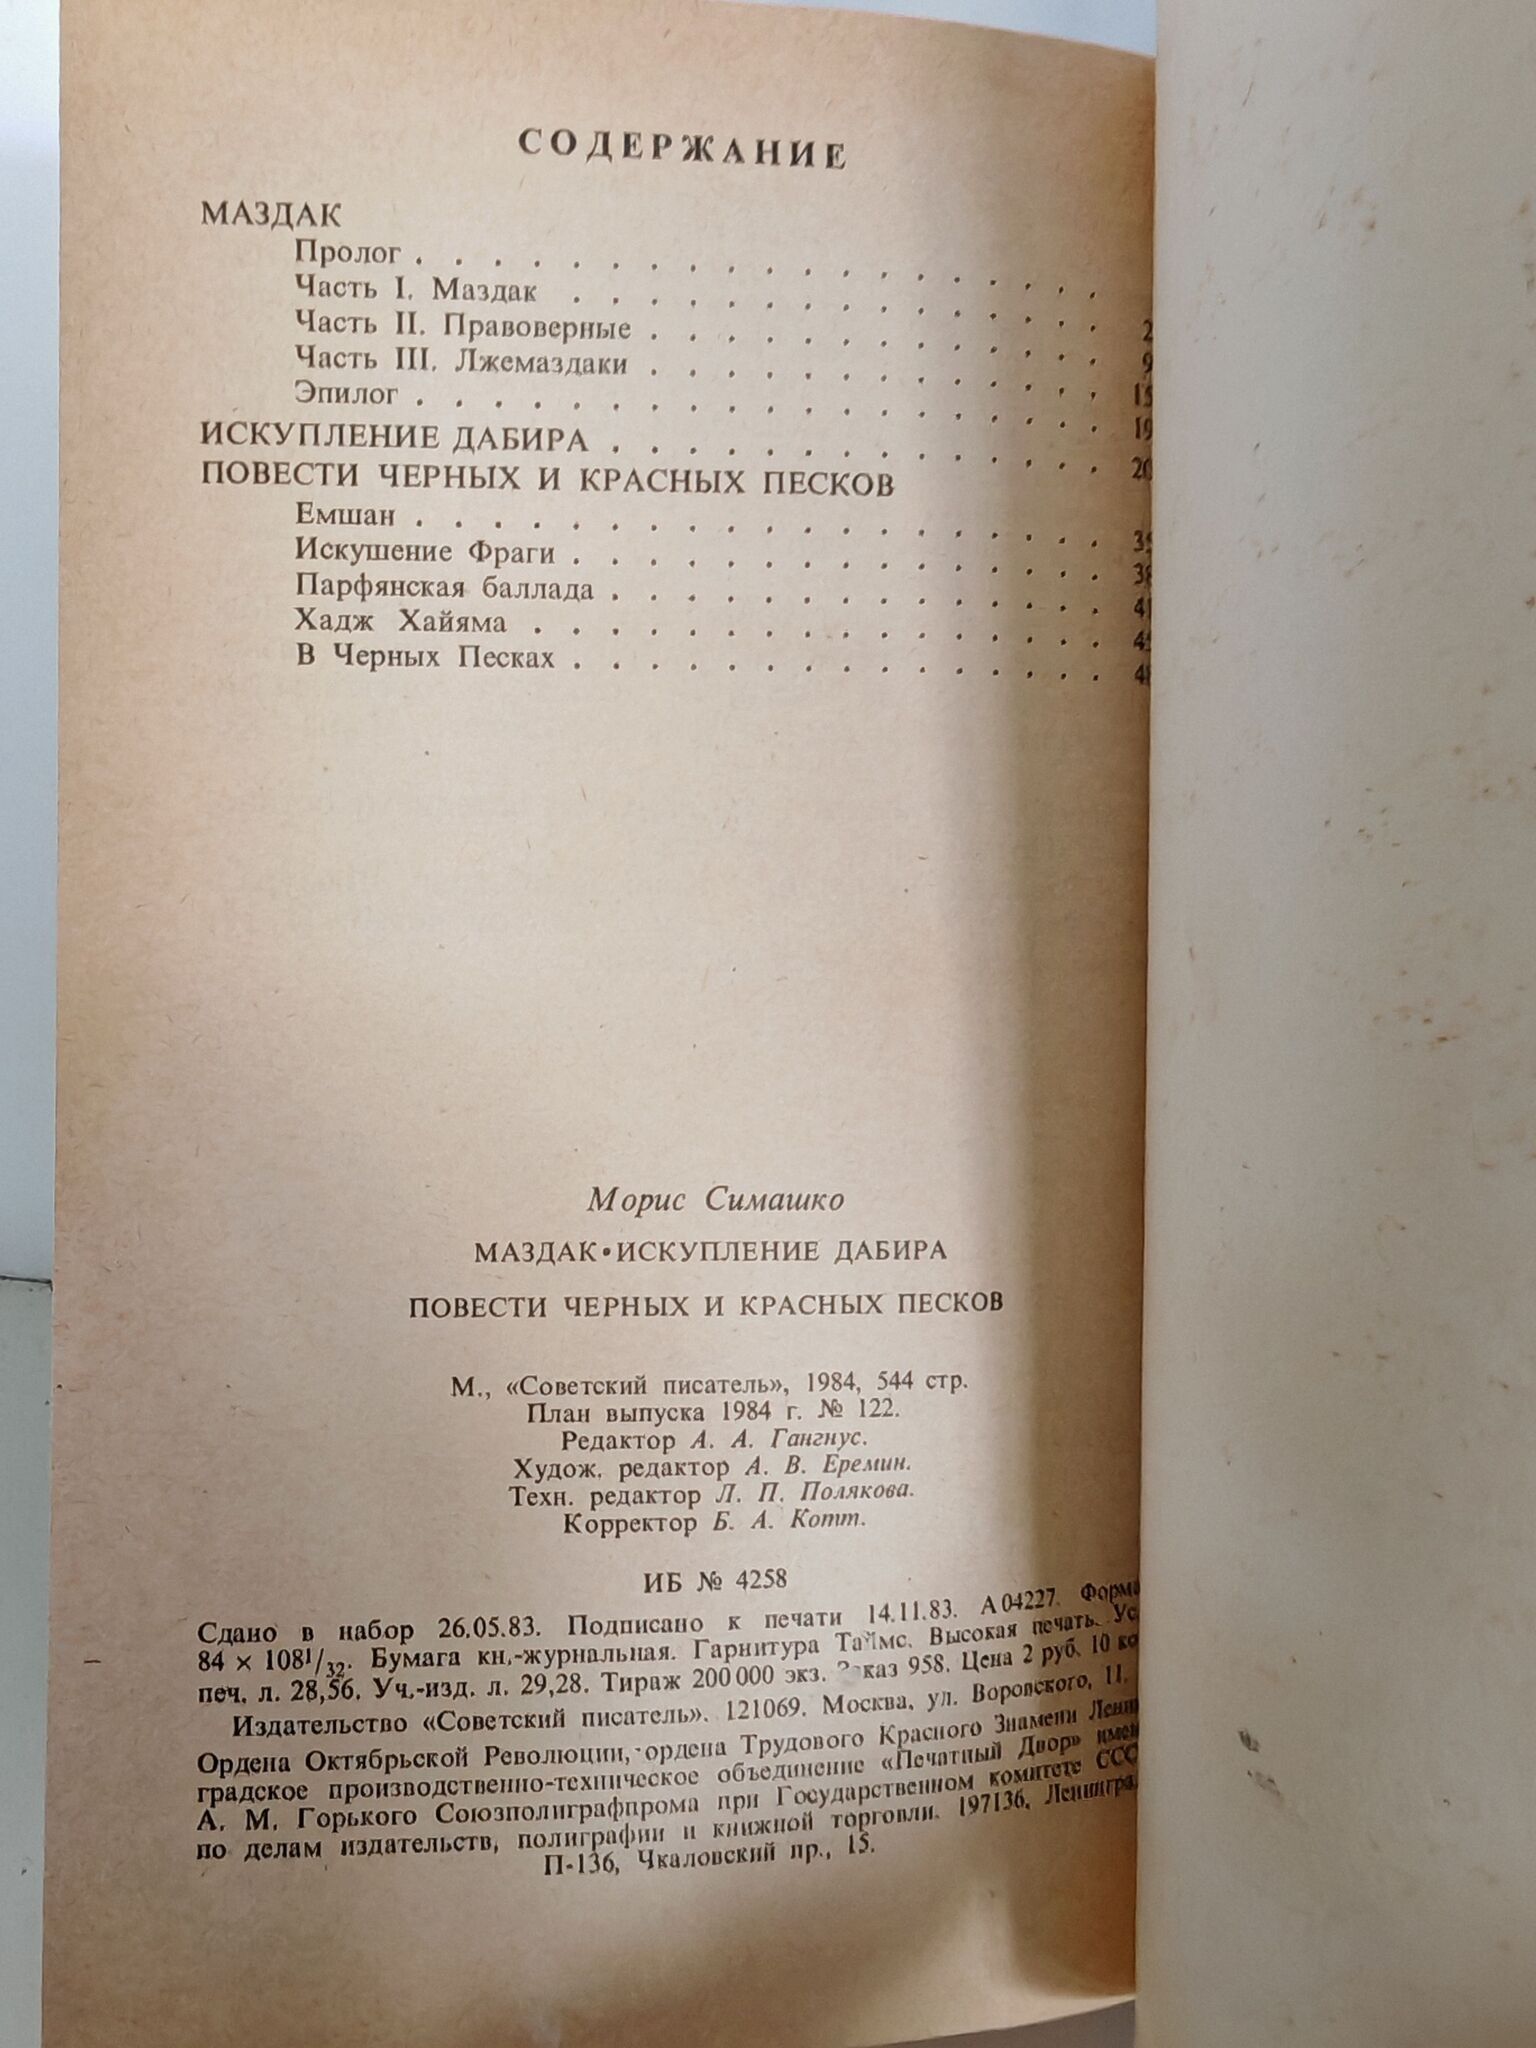 СОДЕРЖАНИЕ
МАЗДАК
Пролог . . . . . . . . . . . . . . . . . .
Часть I. Маздак . . . . . . . . . . . . . .
Часть II. Правоверные . . . . . . . . . . . .
Часть III. Лжемаздаки . . . . . . . . . . . .
Эпилог . . . . . . . . . . . . . . . . . .
ИСКУПЛЕНИЕ ДАБИРА . . . . . . . . . . . . .
ПОВЕСТИ ЧЕРНЫХ И КРАСНЫХ ПЕСКОВ
Емшан . . . . . . . . . . . . . . . . . .
Искушение Фраги . . . . . . . . . . . . . .
Парфянская баллада . . . . . . . . . . . . .
Хадж Хайяма . . . . . . . . . . . . . . .
В Черных Песках . . . . . . . . . . . . . .
Морис Симашко
МАЗДАК•ИСКУПЛЕНИЕ ДАБИРА
ПОВЕСТИ ЧЕРНЫХ И КРАСНЫХ ПЕСКОВ
М., «Советский писатель», 1984, 544 стр.
План выпуска 1984 г. № 122.
Редактор А. А. Гангнус.
Худож. редактор А. В. Еремин.
Техн. редактор Л. П. Полякова.
Корректор Б. А. Котт.
ИБ № 4258
Сдано в набор 26.05.83. Подписано к печати 14.11.83. А 04227.
84 × 108 1/32. Бумага кн.-журнальная. Гарнитура Таймс. Высокая печать.
печ. л. 28,56. Уч.-изд. л. 29,28. Тираж 200 000 экз. Заказ 958. Цена 2 руб. 10
Издательство «Советский писатель». 121069. Москва, ул. Воровского, 11.
Ордена Октябрьской Революции, ордена Трудового Красного Знамени
градское производственно-техническое объединение «Печатный Двор»
А. М. Горького Союзполиграфпрома при Государственном комитете
по делам издательств, полиграфии и книжной торговли. 197136,
П-136, Чкаловский пр., 15.